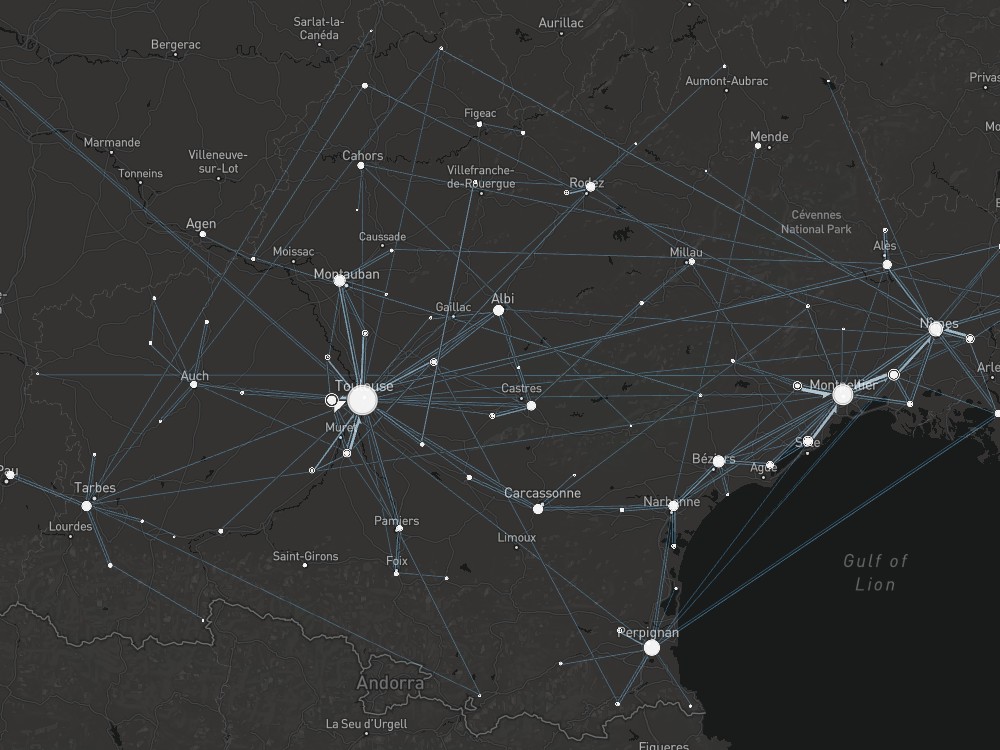 Sarlat-la-
Canéda
Aurillac
Bergerac
Aumont-Aubrac
Figeac
Marmande
Mende
Villeneuve-
sur-Lot
Cahors
Tonneins
Villefranche-
de-Rouergue
Rodez
Cévennes
National Park
Agen
Caussade
Moissac
Millau
Alès
Montauban
Albi
Gaillac
Nîmes
Auch
Toulouse
Castres
Montpellier
Muret
Sète
Béziers
Agde
Pau
Tarbes
Carcassonne
Narbonne
Lourdes
Pamiers
Limoux
Saint-Girons
Foix
Gulf of
Lion
Perpignan
Andorra
La Seu d'Urgell
Figueres